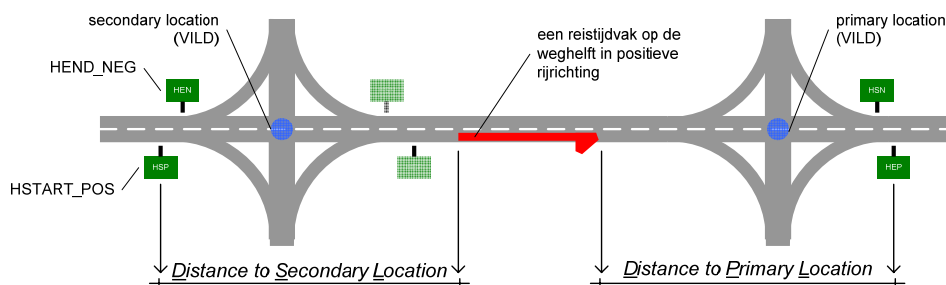 secondary location
(VILD)
een reistijdvak op de
weghelft in positieve
rijrichting
primary location
(VILD)
HEND_NEG
HEN
HSN
HSP
HEP
HSTART_POS
Distance to Secondary Location
Distance to Primary Location